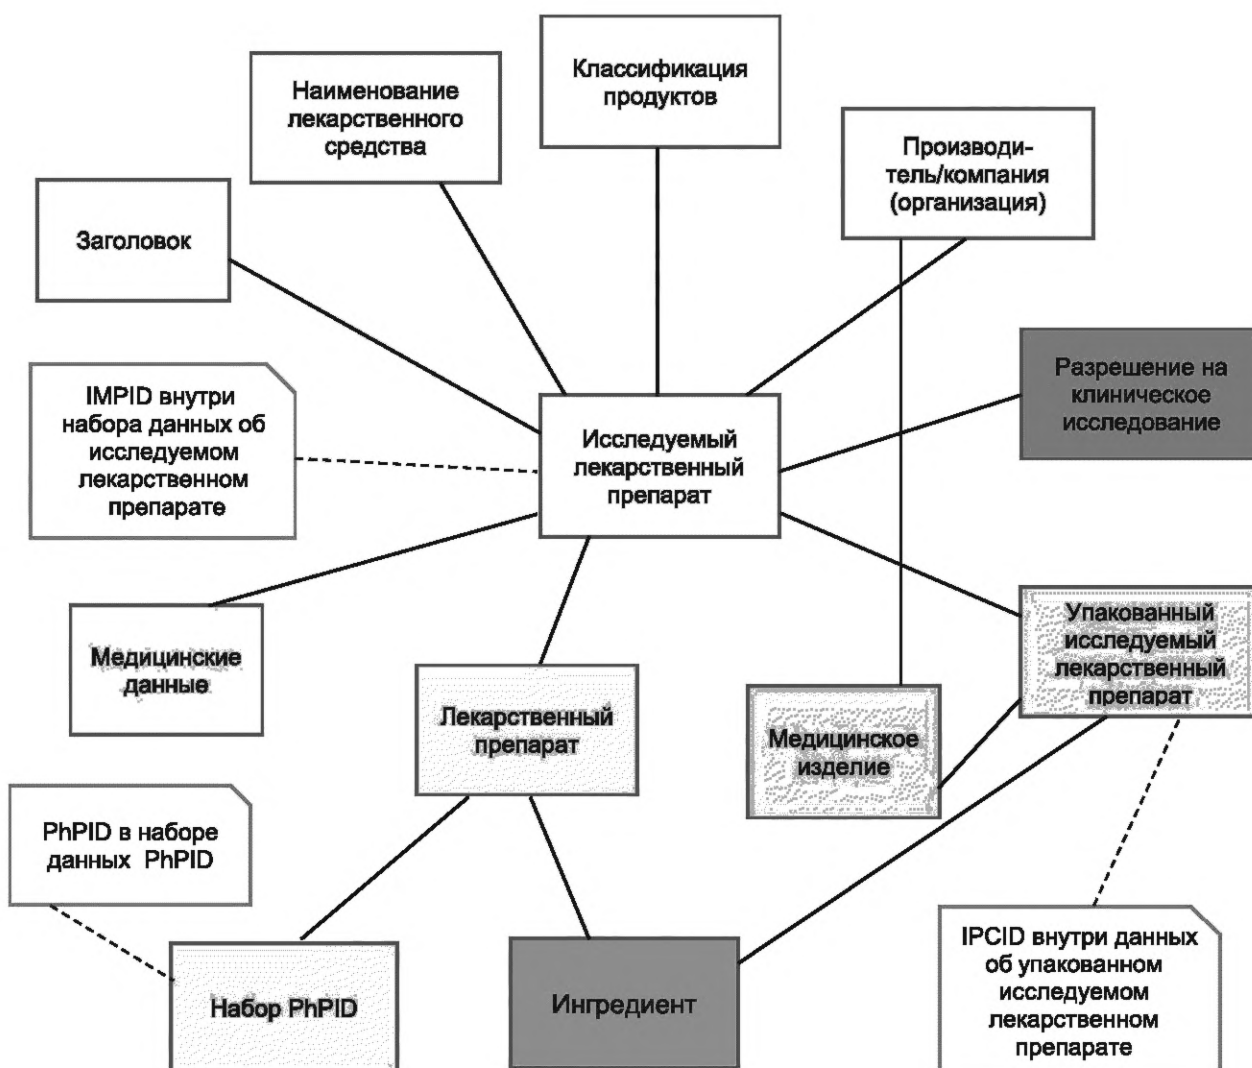 Классификация
продуктов
Наименование
лекарственного
средства
Производи-
тель/компания
(организация)
Заголовок
IMPID внутри
набора данных об
исследуемом
лекарственном
препарате
Исследуемый
лекарственный
препарат
Разрешение на
клиническое
исследование
Медицинские
данные
Лекарственный
препарат
Медицинское
изделие
Упакованный
исследуемый
лекарственный
препарат
PhPID в наборе
данных PhPID
Набор PhPID
Ингредиент
IPCID внутри данных
об упакованном
исследуемом
лекарственном
препарате